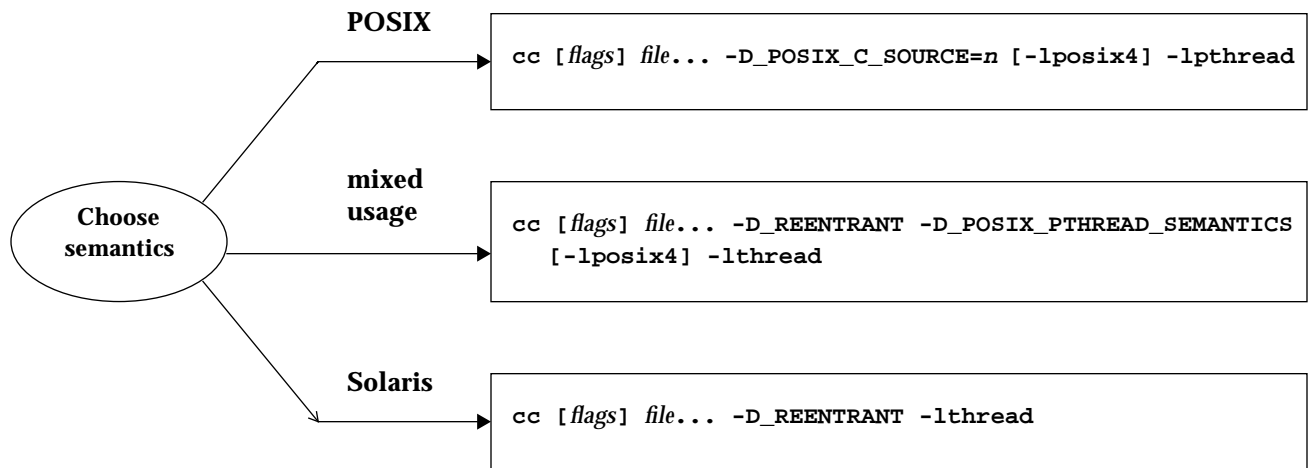 POSIX
cc [flags] file... -D_POSIX_C_SOURCE=n [-lposix4] -lpthread
mixed
usage
Choose
semantics
cc [flags] file... -D_REENTRANT -D_POSIX_PTHREAD_SEMANTICS
[-lposix4] -lthread
Solaris
cc [flags] file... -D_REENTRANT -lthread